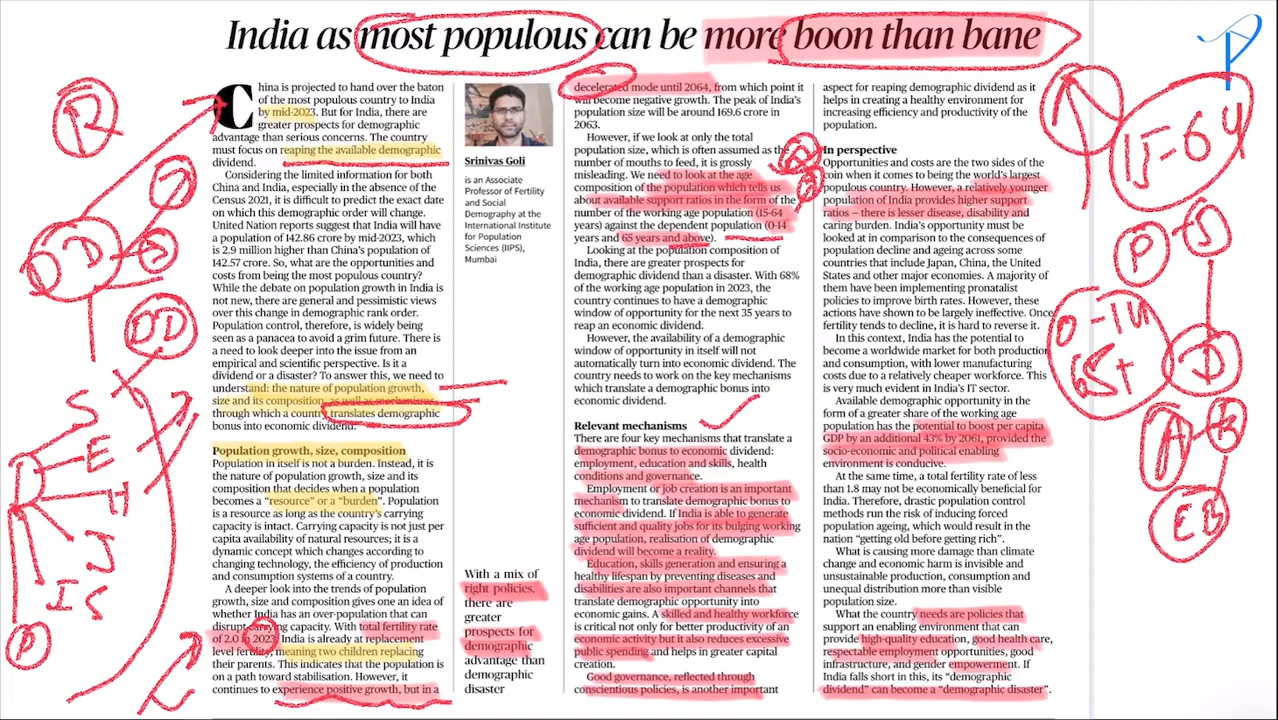 India as most populous can be more boon than bane
China is projected to hand over the baton
of the most populous country to India
by mid-2023. But for India, there are
greater prospects for demographic
advantage than serious concerns. The country
must focus on reaping the available demographic
dividend.
Considering the limited information for both
China and India, especially in the absence of the
Census 2021, it is difficult to predict the exact date
on which this demographic order will change.
United Nation reports suggest that India will have
a population of 142.86 crore by mid-2023, which
is 2.9 million higher than China's population of
142.57 crore. So, what are the opportunities and
costs from being the most populous country?
While the debate on population growth in India is
not new, there are general and pessimistic views
over this change in demographic rank order.
Population control, therefore, is widely being
seen as a panacea to avoid a grim future. There is
a need to look deeper into the issue from an
empirical and scientific perspective. Is it a
dividend or a disaster? To answer this, we need to
understand: the nature of population growth,
size and its composition, as well as mechanisms
through which a country translates demographic
bonus into economic dividend.
Population growth, size, composition
Population in itself is not a burden. Instead, it is
the nature of population growth, size and its
composition that decides when a population
becomes a "resource" or a "burden". Population
is a resource as long as the country's carrying
capacity is intact. Carrying capacity is not just per
capita availability of natural resources; it is a
dynamic concept which changes according to
changing technology, the efficiency of production
and consumption systems of a country.
A deeper look into the trends of population
growth, size and composition gives one an idea of
whether India has an over-population that can
disrupt carrying capacity. With total fertility rate
of 2.0 in 2023, India is already at replacement
level fertility, meaning two children replacing
their parents. This indicates that the population is
on a path toward stabilisation. However, it
continues to experience positive growth, but in a
Srinivas Goli
is an Associate
Professor of Fertility
and Social
Demography at the
International Institute
for Population
Sciences (IIPS),
Mumbai
With a mix of
right policies,
there are
greater
prospects for
demographic
advantage than
demographic
disaster
decelerated mode until 2064, from which point it
will become negative growth. The peak of India's
population size will be around 169.6 crore in
2063.
However, if we look at only the total
population size, which is often assumed as the
number of mouths to feed, it is grossly
misleading. We need to look at the age
composition of the population which tells us
about available support ratios in the form of the
number of the working age population (15-64
years) against the dependent population (0-14
years and 65 years and above).
Looking at the population composition of
India, there are greater prospects for
demographic dividend than a disaster. With 68%
of the working age population in 2023, the
country continues to have a demographic
window of opportunity for the next 35 years to
reap an economic dividend.
However, the availability of a demographic
window of opportunity in itself will not
automatically turn into economic dividend. The
country needs to work on the key mechanisms
which translate a demographic bonus into
economic dividend.
Relevant mechanisms
There are four key mechanisms that translate a
demographic bonus to economic dividend:
employment, education and skills, health
conditions and governance.
Employment or job creation is an important
mechanism to translate demographic bonus to
economic dividend. If India is able to generate
sufficient and quality jobs for its bulging working
age population, realisation of demographic
dividend will become a reality.
Education, skills generation and ensuring a
healthy lifespan by preventing diseases and
disabilities are also important channels that
translate demographic opportunity into
economic gains. A skilled and healthy workforce
is critical not only for better productivity of an
economic activity but it also reduces excessive
public spending and helps in greater capital
creation.
Good governance, reflected through
conscientious policies, is another important
aspect for reaping demographic dividend as it
helps in creating a healthy environment for
increasing efficiency and productivity of the
population.
In perspective
Opportunities and costs are the two sides of the
coin when it comes to being the world's largest
populous country. However, a relatively younger
population of India provides higher support
ratios — there is lesser disease, disability and
caring burden. India's opportunity must be
looked at in comparison to the consequences of
population decline and ageing across some
countries that include Japan, China, the United
States and other major economies. A majority of
them have been implementing pronatalist
policies to improve birth rates. However, these
actions have shown to be largely ineffective. Once
fertility tends to decline, it is hard to reverse it.
In this context, India has the potential to
become a worldwide market for both production
and consumption, with lower manufacturing
costs due to a relatively cheaper workforce. This
is very much evident in India's IT sector.
Available demographic opportunity in the
form of a greater share of the working age
population has the potential to boost per capita
GDP by an additional 43% by 2061, provided the
socio-economic and political enabling
environment is conducive.
At the same time, a total fertility rate of less
than 1.8 may not be economically beneficial for
India. Therefore, drastic population control
methods run the risk of inducing forced
population ageing, which would result in the
nation "getting old before getting rich".
What is causing more damage than climate
change and economic harm is invisible and
unsustainable production, consumption and
unequal distribution more than visible
population size.
What the country needs are policies that
support an enabling environment that can
provide high-quality education, good health care,
respectable employment opportunities, good
infrastructure, and gender empowerment. If
India falls short in this, its "demographic
dividend" can become a "demographic disaster".
R
DD
S
E
H
J
P
15-64
P
0-14
65+
D
A
B
EB